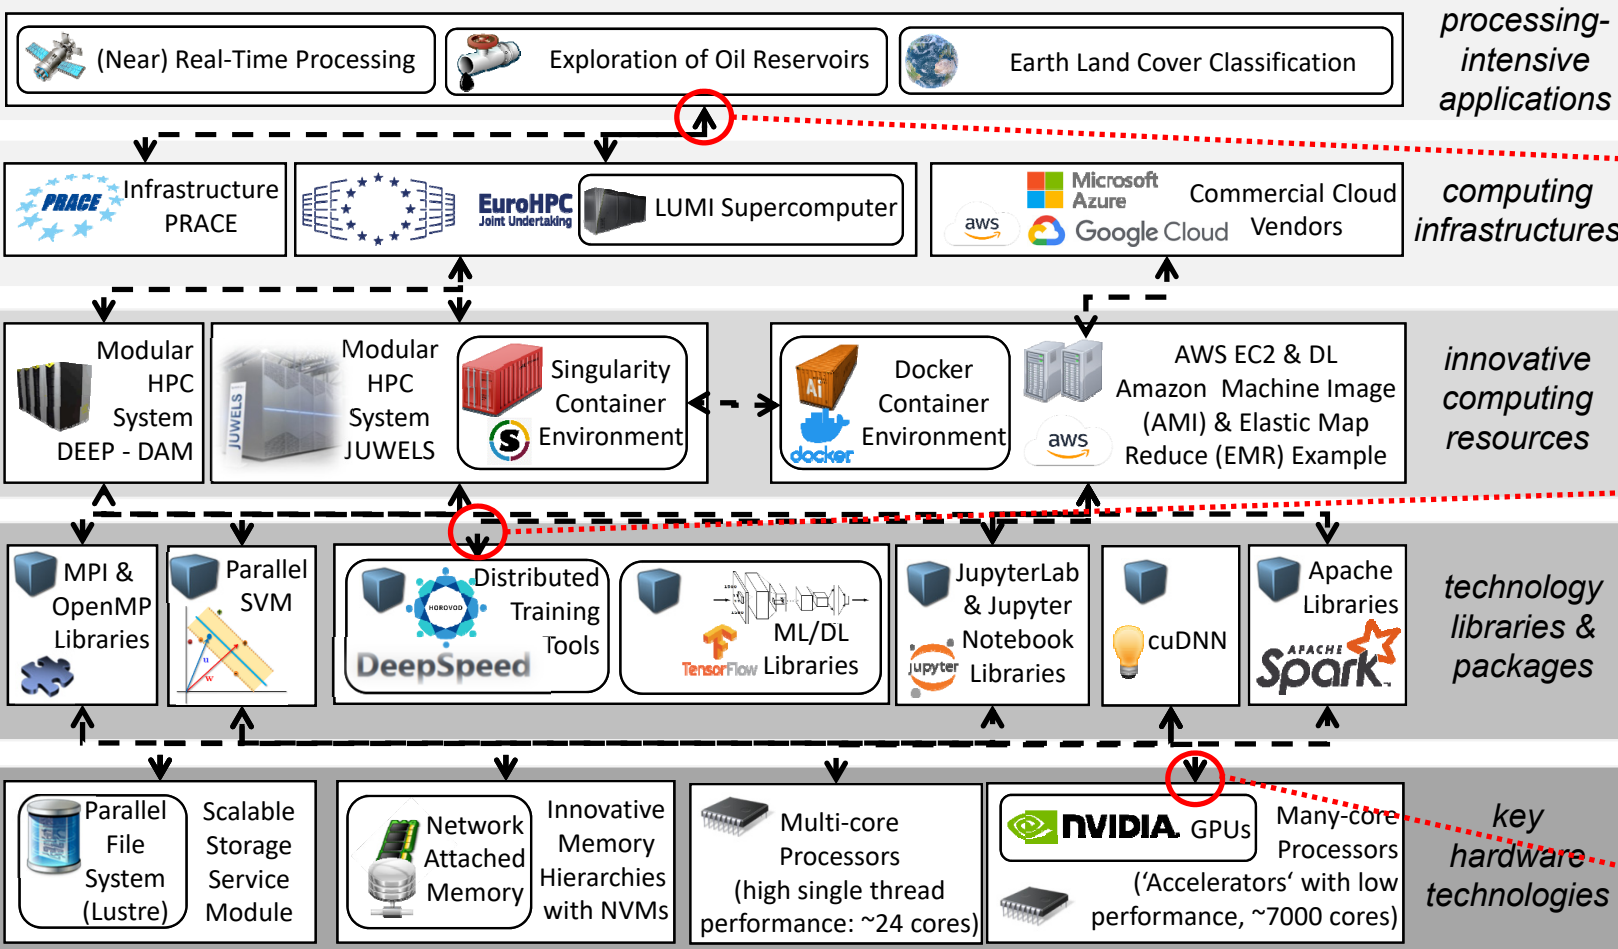 (Near) Real-Time Processing
Exploration of Oil Reservoirs
Earth Land Cover Classification
processing-
intensive
applications
PRACE
Infrastructure
PRACE
EuroHPC
Joint Undertaking
LUMI Supercomputer
Microsoft
Azure
aws
Google Cloud
Commercial Cloud
Vendors
computing
infrastructures
Modular
HPC
System
DEEP - DAM
JUWELS
Modular
HPC
System
JUWELS
Singularity
Container
Environment
S
Ai
docker
Docker
Container
Environment
aws
AWS EC2 & DL
Amazon Machine Image
(AMI) & Elastic Map
Reduce (EMR) Example
innovative
computing
resources
MPI &
OpenMP
Libraries
Parallel
SVM
u
w
HOROVOD
Distributed
Training
Tools
DeepSpeed
TensorFlow
ML/DL
Libraries
JupyterLab
& Jupyter
Notebook
Libraries
jupyter
cuDNN
Apache
Libraries
APACHE
Spark
technology
libraries &
packages
Parallel
File
System
(Lustre)
Scalable
Storage
Service
Module
Network
Attached
Memory
Innovative
Memory
Hierarchies
with NVMs
Multi-core
Processors
(high single thread
performance: ~24 cores)
NVIDIA. GPUs
Many-core
Processors
(‘Accelerators‘ with low
performance, ~7000 cores)
key
hardware
technologies